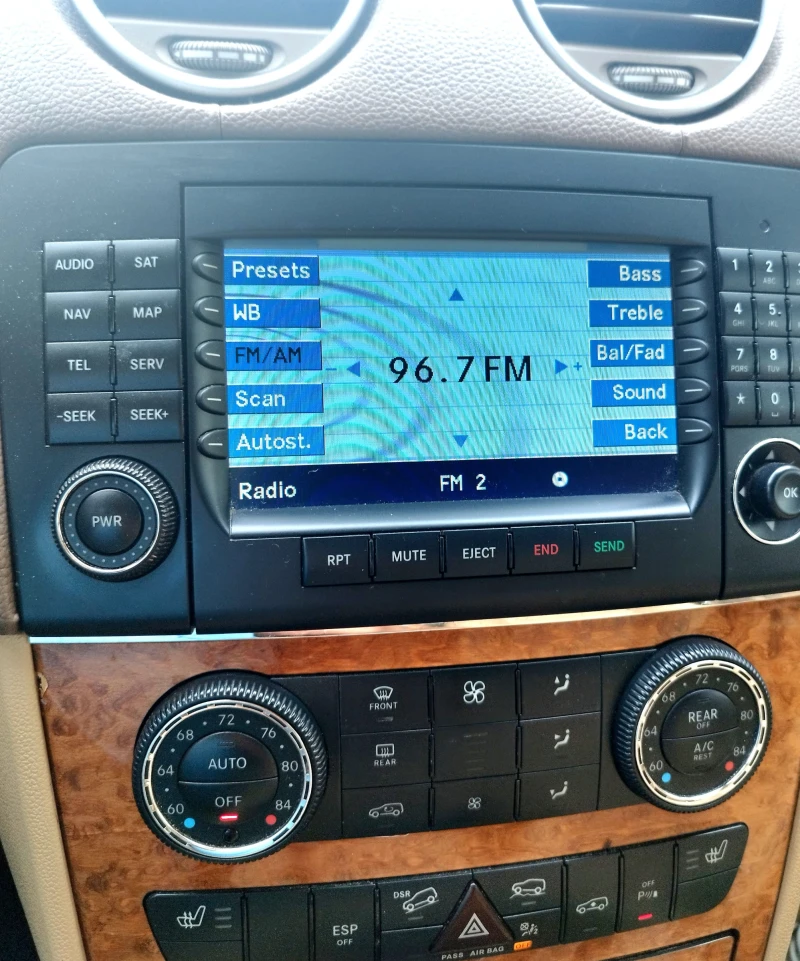 AUDIO SAT
NAV MAP
TEL SERV
-SEEK SEEK+
PWR
Presets
WB
FM/AM
Scan
Autost.
96.7 FM
- +
Bass
Treble
Bal/Fad
Sound
Back
Radio FM 2
RPT MUTE EJECT END SEND
1 2
ABC
4 5
GHI JKL
7 8
PQRS TUV
* 0
OK
60 64 68 72 76 80 84
AUTO
OFF
FRONT
REAR
60 64 68 72 76 80 84
REAR
OFF
A/C
REST
ESP
OFF
DSR
PASS AIR BAG
OFF
OFF
P